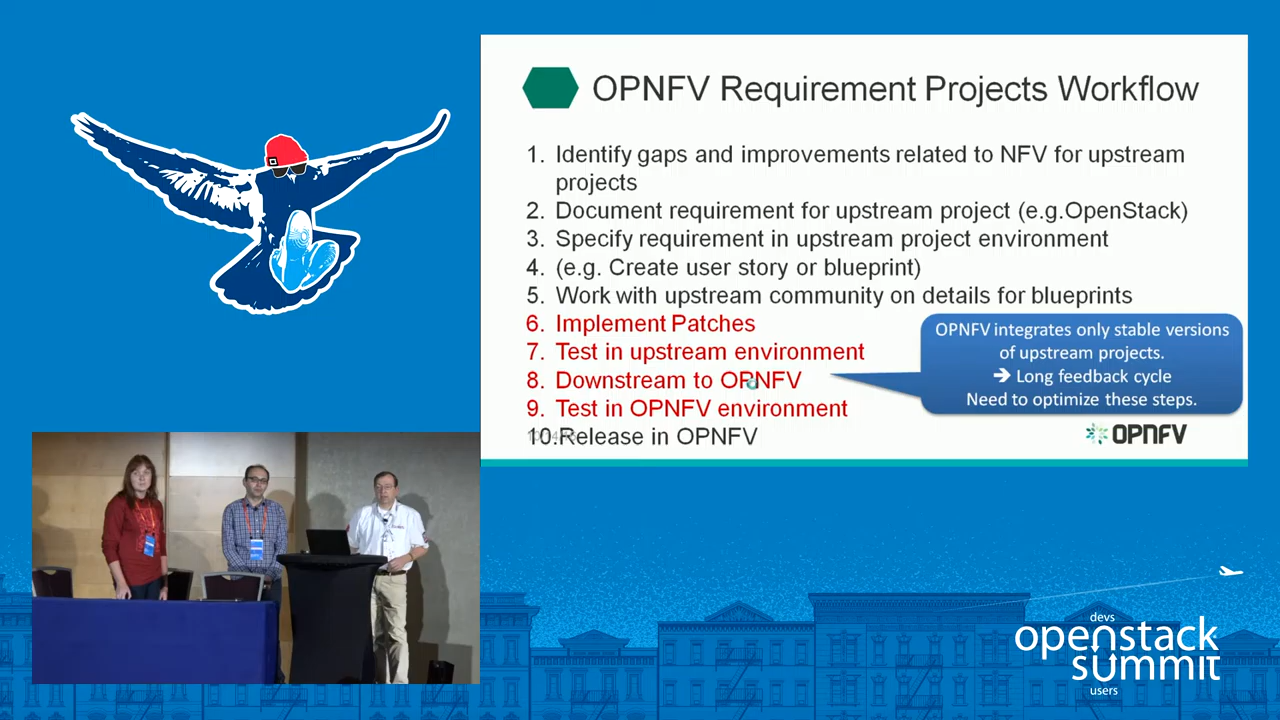 OPNFV Requirement Projects Workflow
1. Identify gaps and improvements related to NFV for upstream
projects
2. Document requirement for upstream project (e.g.OpenStack)
3. Specify requirement in upstream project environment
4. (e.g. Create user story or blueprint)
5. Work with upstream community on details for blueprints
6. Implement Patches
7. Test in upstream environment
8. Downstream to OPNFV
9. Test in OPNFV environment
10.Release in OPNFV
OPNFV integrates only stable versions
of upstream projects.
➔ Long feedback cycle
Need to optimize these steps.
OPNFV
devs
openstack
summit
users